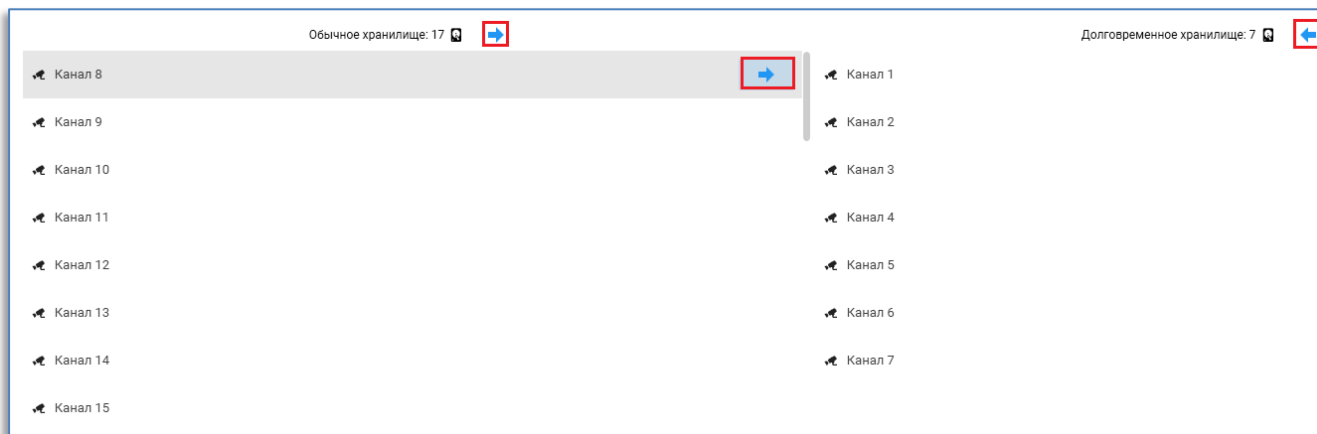 Обычное хранилище: 17
Долговременное хранилище: 7
Канал 8
Канал 9
Канал 10
Канал 11
Канал 12
Канал 13
Канал 14
Канал 15
Канал 1
Канал 2
Канал 3
Канал 4
Канал 5
Канал 6
Канал 7